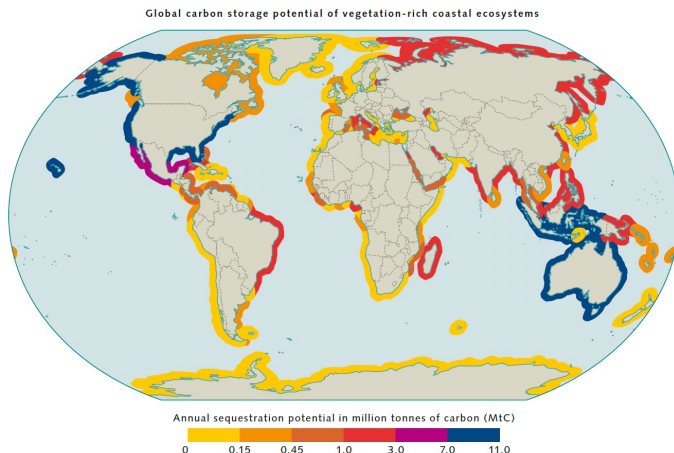 Global carbon storage potential of vegetation-rich coastal ecosystems
Annual sequestration potential in million tonnes of carbon (MtC)
0 0.15 0.45 1.0 3.0 7.0 11.0